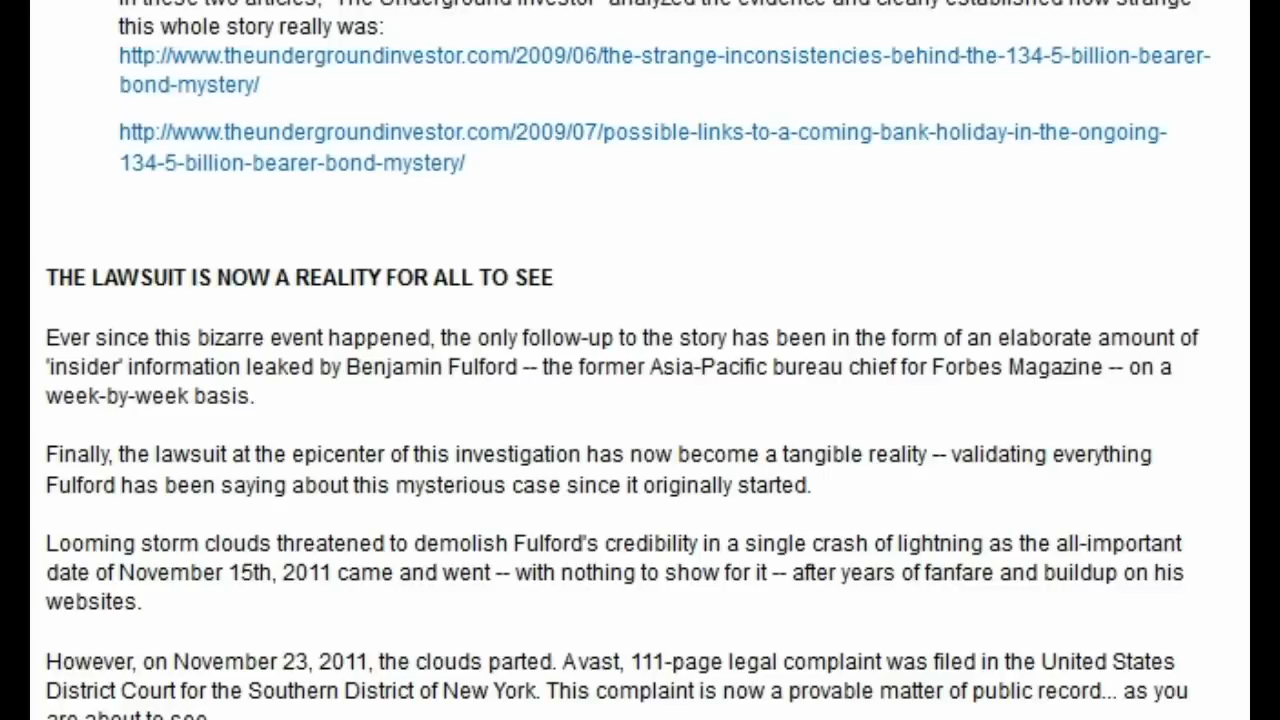 In these two articles, "The Underground Investor" analyzed the evidence and clearly established how strange
this whole story really was:
http://www.theundergroundinvestor.com/2009/06/the-strange-inconsistencies-behind-the-134-5-billion-bearer-
bond-mystery/
http://www.theundergroundinvestor.com/2009/07/possible-links-to-a-coming-bank-holiday-in-the-ongoing-
134-5-billion-bearer-bond-mystery/
THE LAWSUIT IS NOW A REALITY FOR ALL TO SEE
Ever since this bizarre event happened, the only follow-up to the story has been in the form of an elaborate amount of
'insider' information leaked by Benjamin Fulford -- the former Asia-Pacific bureau chief for Forbes Magazine -- on a
week-by-week basis.
Finally, the lawsuit at the epicenter of this investigation has now become a tangible reality -- validating everything
Fulford has been saying about this mysterious case since it originally started.
Looming storm clouds threatened to demolish Fulford's credibility in a single crash of lightning as the all-important
date of November 15th, 2011 came and went -- with nothing to show for it -- after years of fanfare and buildup on his
websites.
However, on November 23, 2011, the clouds parted. A vast, 111-page legal complaint was filed in the United States
District Court for the Southern District of New York. This complaint is now a provable matter of public record... as you
are about to see.